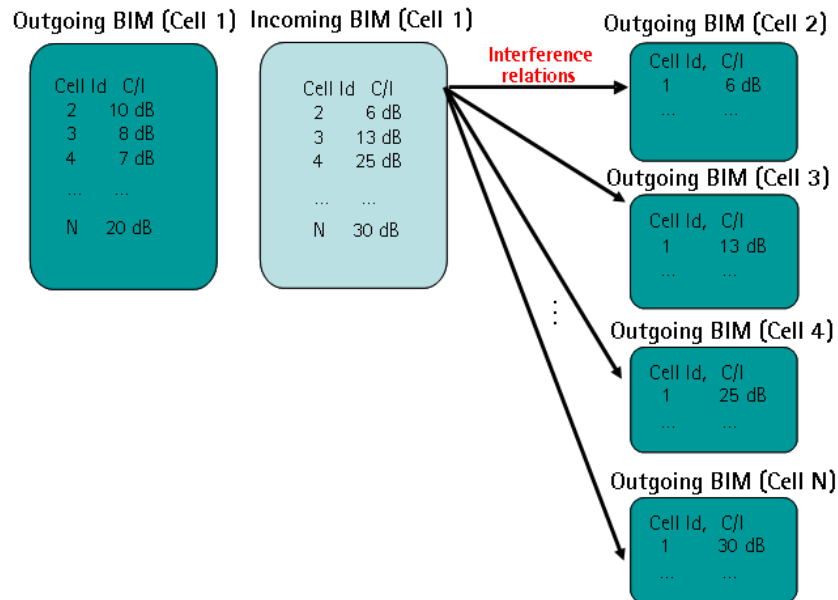 Outgoing BIM (Cell 1)
Cell Id C/I
2 10 dB
3 8 dB
4 7 dB
... ...
N 20 dB
Incoming BIM (Cell 1)
Cell Id C/I
2 6 dB
3 13 dB
4 25 dB
... ...
N 30 dB
Interference
relations
...
Outgoing BIM (Cell 2)
Cell Id, C/I
1 6 dB
... ...
Outgoing BIM (Cell 3)
Cell Id, C/I
1 13 dB
... ...
Outgoing BIM (Cell 4)
Cell Id, C/I
1 25 dB
... ...
Outgoing BIM (Cell N)
Cell Id, C/I
1 30 dB
... ...